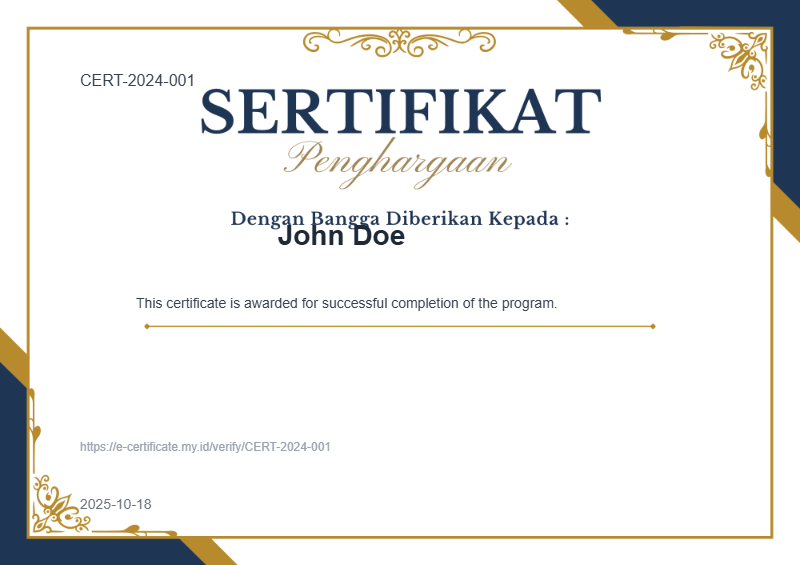 CERT-2024-001
SERTIFIKAT
Penghargaan
Dengan Bangga Diberikan Kepada :
John Doe
This certificate is awarded for successful completion of the program.
https://e-certificate.my.id/verify/CERT-2024-001
2025-10-18